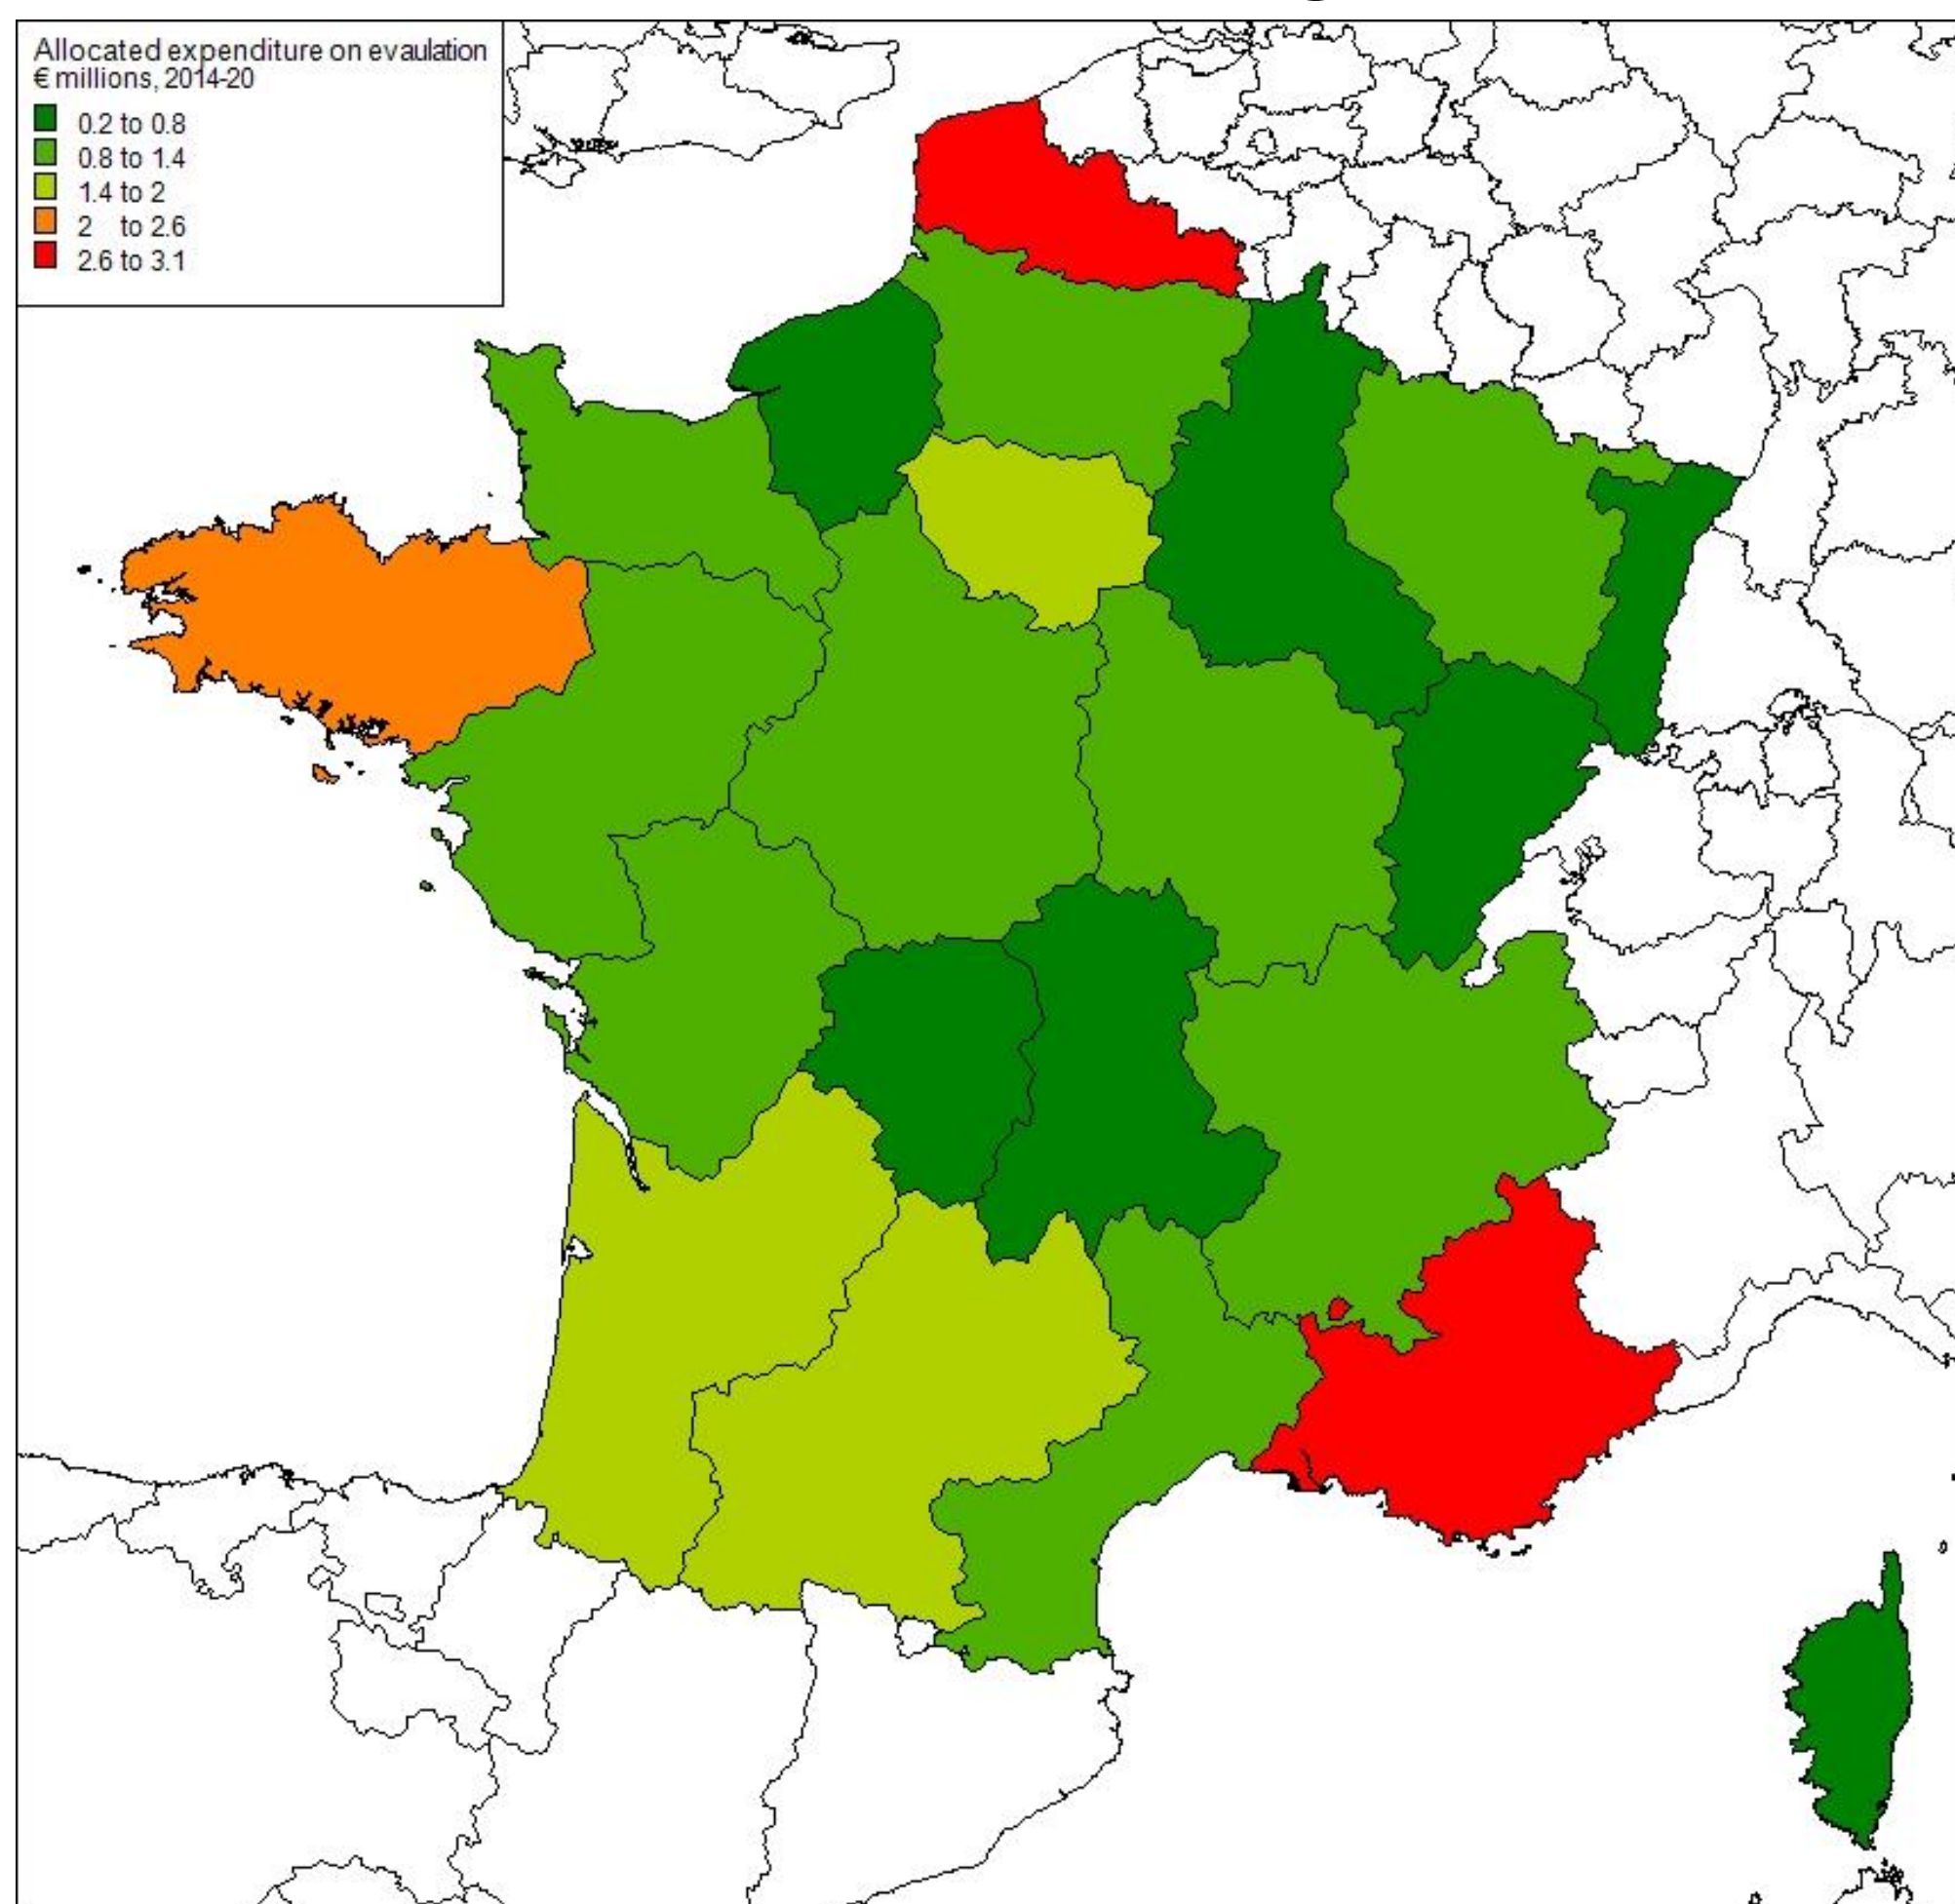 Allocated expenditure on evaulation
€ millions, 2014-20
0.2 to 0.8
0.8 to 1.4
1.4 to 2
2 to 2.6
2.6 to 3.1